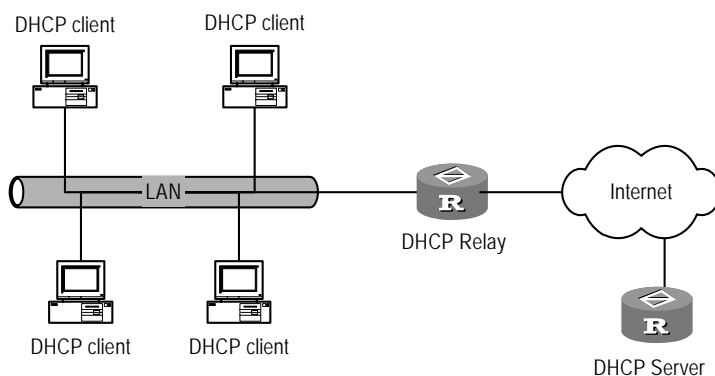 DHCP client
DHCP client
LAN
R
DHCP Relay
Internet
DHCP client
DHCP client
R
DHCP Server